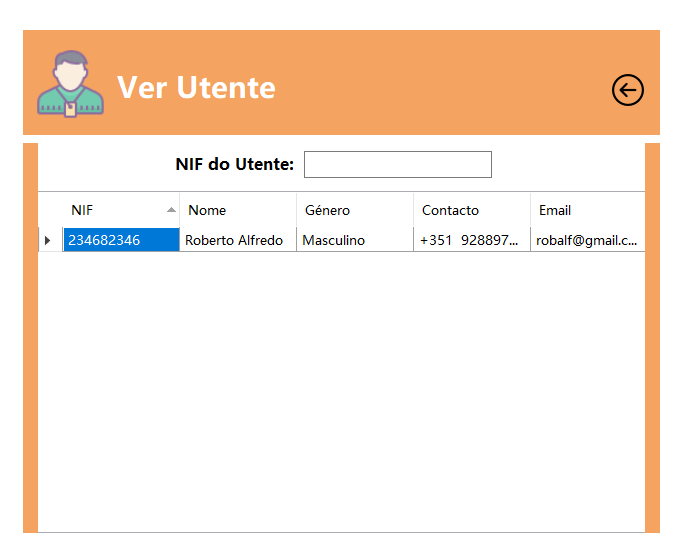 Ver Utente
NIF do Utente:
NIF Nome Género Contacto Email
234682346 Roberto Alfredo Masculino +351 928897... robalf@gmail.c...